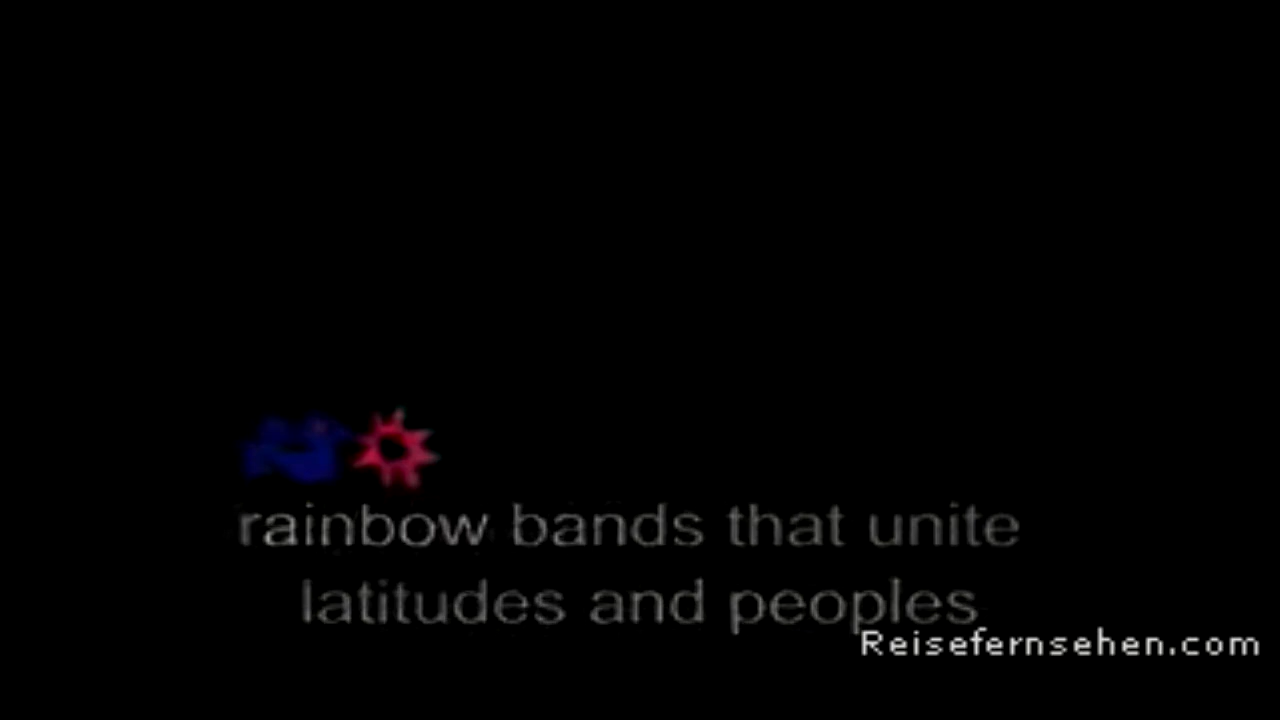 rainbow bands that unite
latitudes and peoples
Reisefernsehen.com